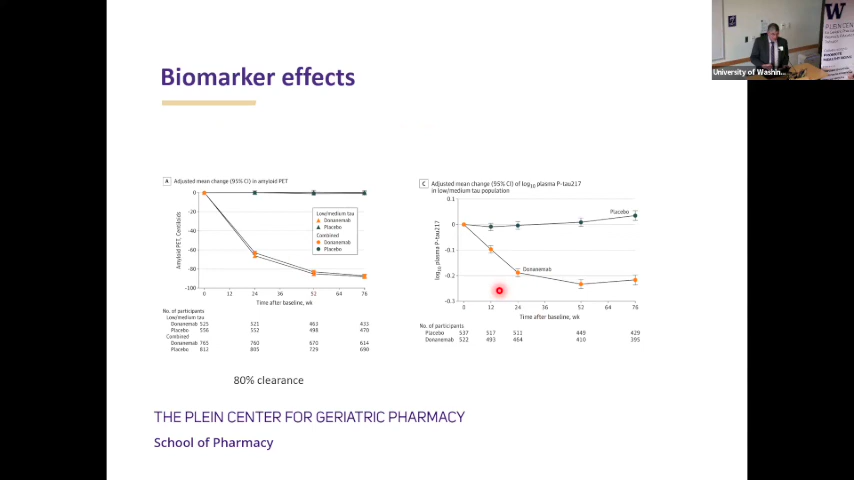 Biomarker effects
University of Washin...
W
PLEIN CENTER
A Adjusted mean change (95% CI) in amyloid PET
0
-20
-40
-60
-80
-100
Amyloid PET, Centiloids
Low/medium tau
Donanemab
Placebo
Combined
Donanemab
Placebo
0 12 24 36 52 64 76
Time after baseline, wk
No. of participants
Low/medium tau
Donanemab 525 521 463 433
Placebo 556 552 498 478
Combined
Donanemab 765 760 670 614
Placebo 812 805 729 690
C Adjusted mean change (95% CI) of log10 plasma P-tau217
in low/medium tau population
0.1
0
-0.1
-0.2
-0.3
log10 plasma P-tau217
Placebo
Donanemab
0 12 24 36 52 64 76
Time after baseline, wk
No. of participants
Placebo 537 517 511 449 429
Donanemab 522 493 464 410 395
80% clearance
THE PLEIN CENTER FOR GERIATRIC PHARMACY
School of Pharmacy